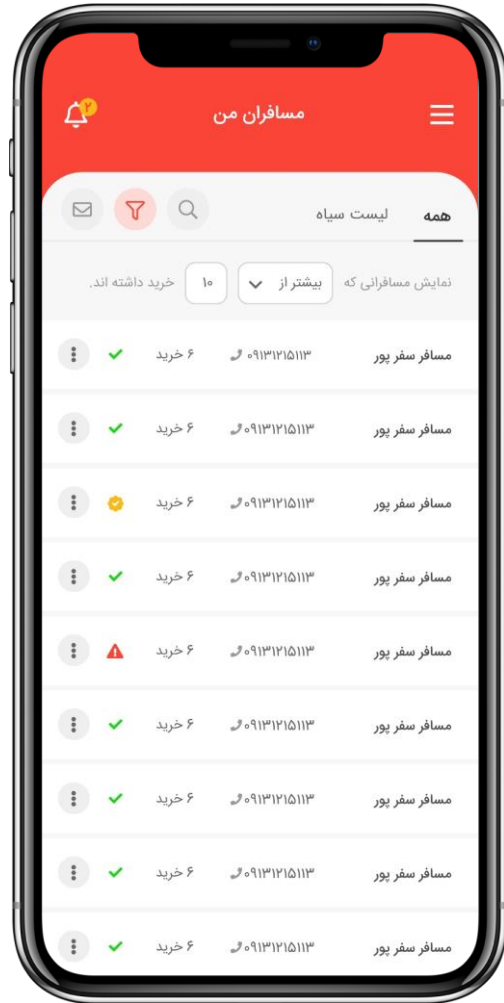 مسافران من
۲
همه لیست سیاه
نمایش مسافرانی که بیشتر از ۱۰ خرید داشته اند.
مسافر سفر پور ۰۹۱۳۱۲۱۵۱۱۳ ۶ خرید
مسافر سفر پور ۰۹۱۳۱۲۱۵۱۱۳ ۶ خرید
مسافر سفر پور ۰۹۱۳۱۲۱۵۱۱۳ ۶ خرید
مسافر سفر پور ۰۹۱۳۱۲۱۵۱۱۳ ۶ خرید
مسافر سفر پور ۰۹۱۳۱۲۱۵۱۱۳ ۶ خرید
مسافر سفر پور ۰۹۱۳۱۲۱۵۱۱۳ ۶ خرید
مسافر سفر پور ۰۹۱۳۱۲۱۵۱۱۳ ۶ خرید
مسافر سفر پور ۰۹۱۳۱۲۱۵۱۱۳ ۶ خرید
مسافر سفر پور ۰۹۱۳۱۲۱۵۱۱۳ ۶ خرید